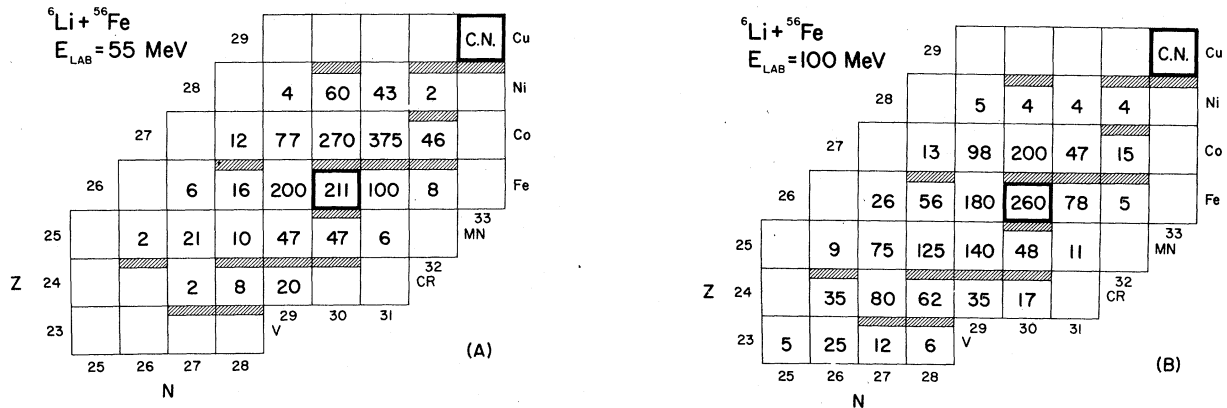 ⁶Li + ⁵⁶Fe
E_LAB = 55 MeV
29 C.N. Cu
28 4 60 43 2 Ni
27 12 77 270 375 46 Co
26 6 16 200 211 100 8 Fe
33
25 2 21 10 47 47 6 MN
32
Z 24 2 8 20 CR
29 30 31
23 V
25 26 27 28
(A)
N
⁶Li + ⁵⁶Fe
E_LAB = 100 MeV
29 C.N. Cu
28 5 4 4 4 Ni
27 13 98 200 47 15 Co
26 26 56 180 260 78 5 Fe
33
25 9 75 125 140 48 11 MN
32
Z 24 35 80 62 35 17 CR
29 30 31
23 5 25 12 6 V
25 26 27 28
(B)
N